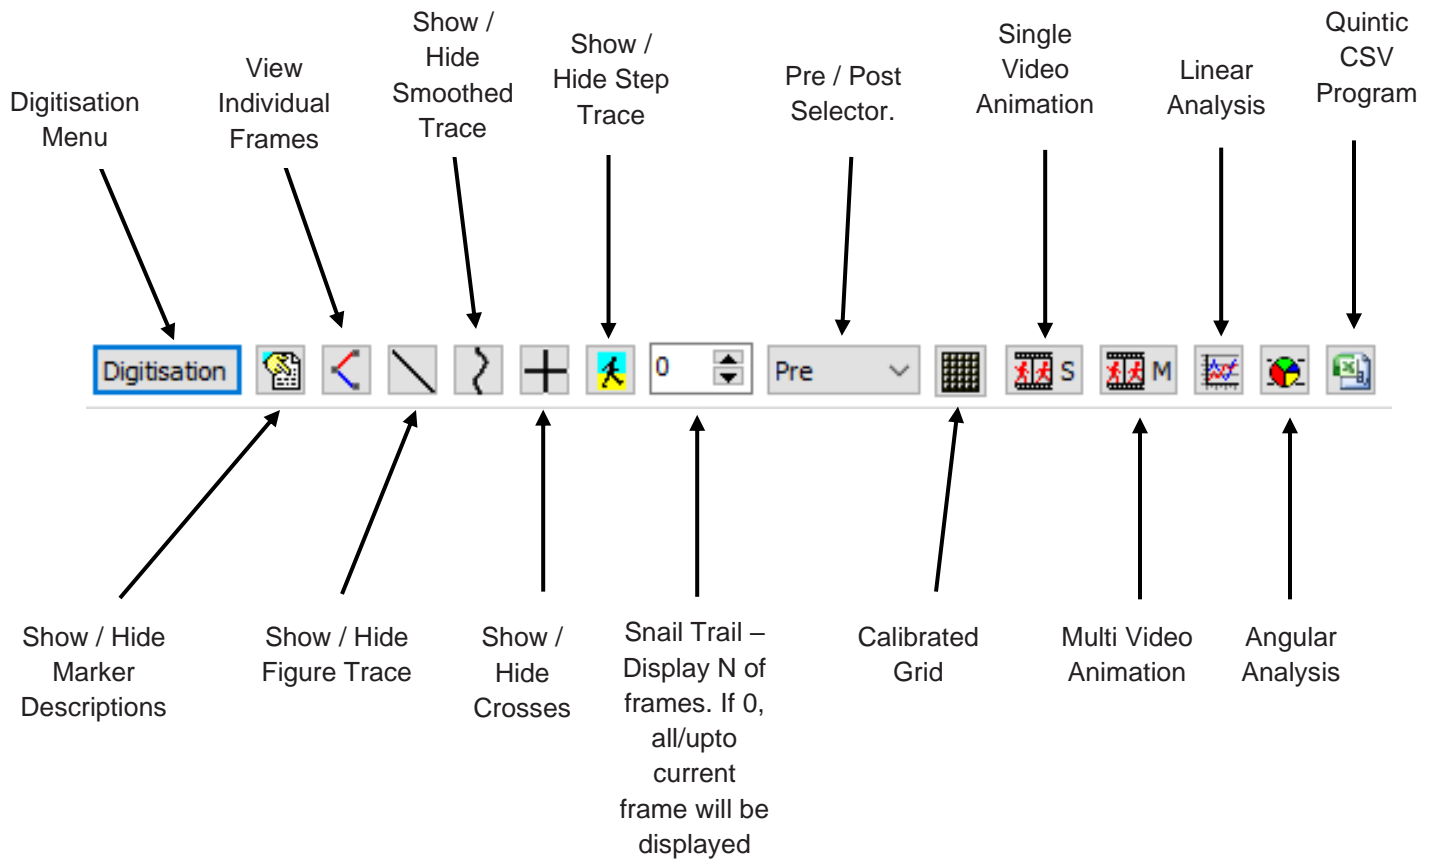 Digitisation
Menu
View
Individual
Frames
Show /
Hide
Smoothed
Trace
Show /
Hide Step
Trace
Pre / Post
Selector.
Single
Video
Animation
Linear
Analysis
Quintic
CSV
Program
Digitisation
0
Pre
S
M
Show / Hide
Marker
Descriptions
Show / Hide
Figure Trace
Show /
Hide
Crosses
Snail Trail –
Display N of
frames. If 0,
all/upto
current
frame will be
displayed
Calibrated
Grid
Multi Video
Animation
Angular
Analysis